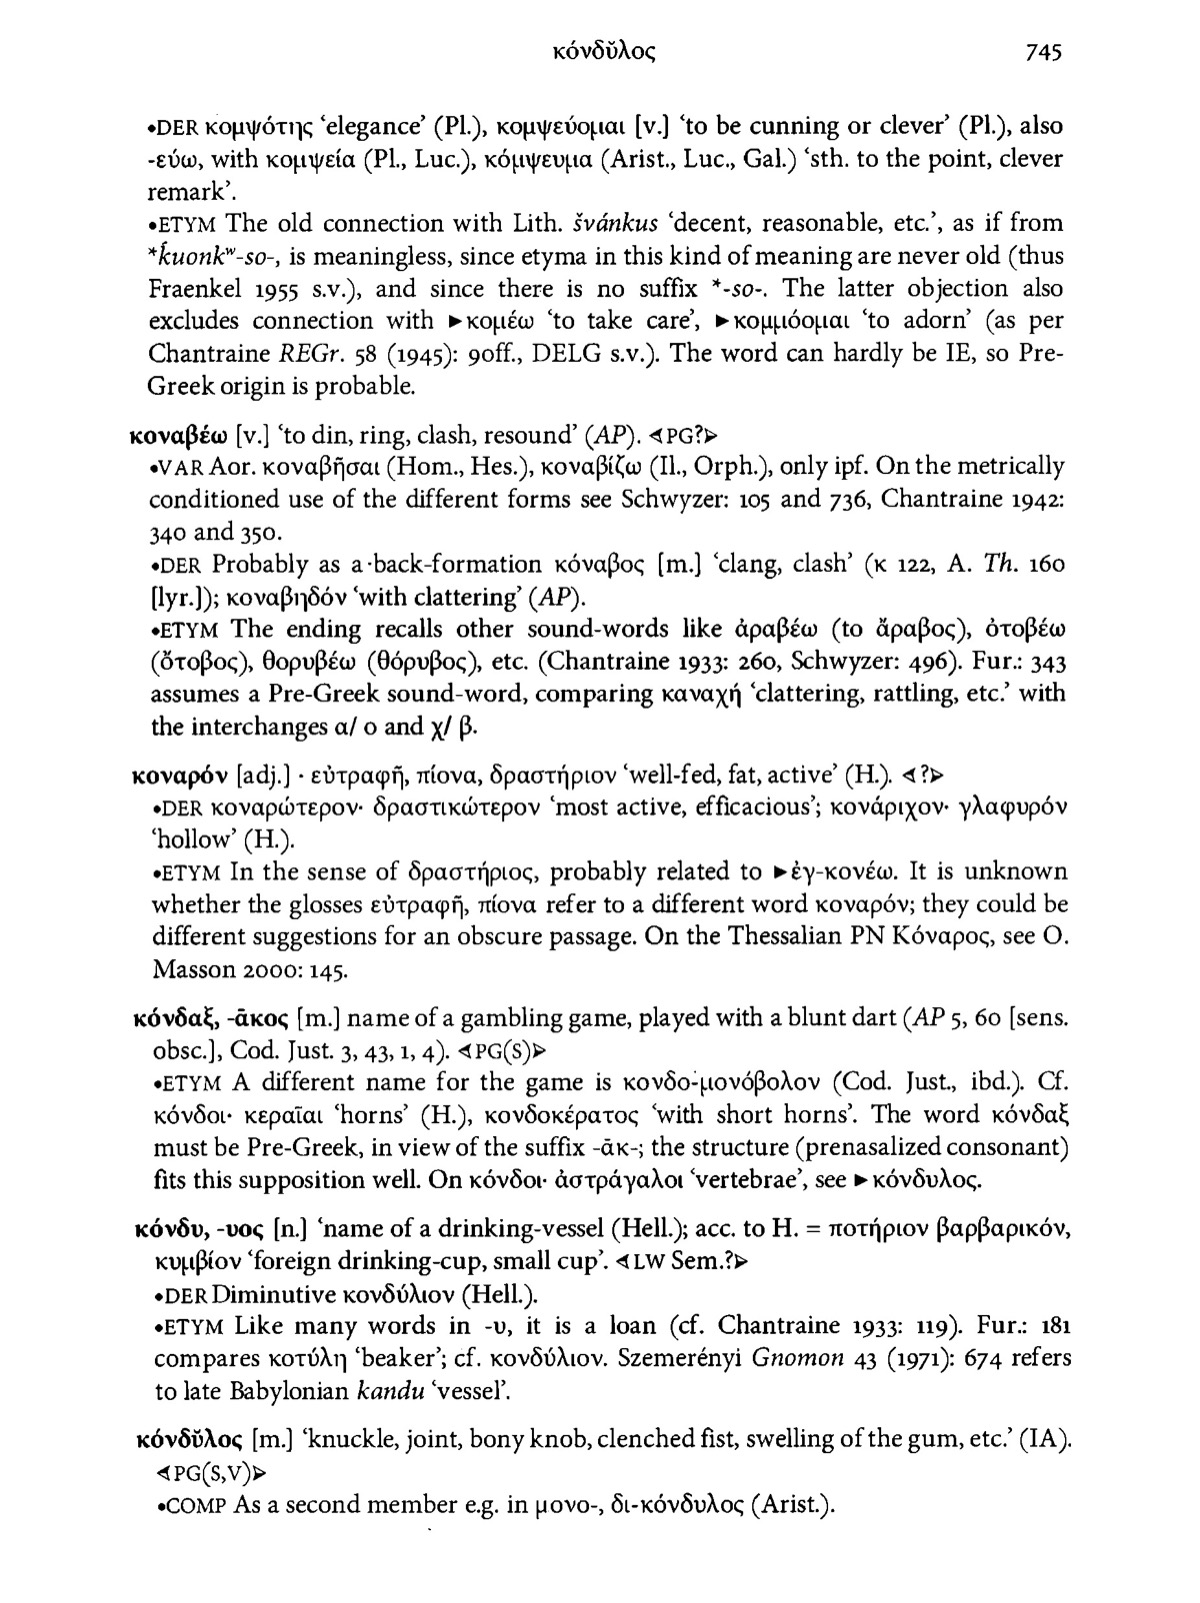 κόνδῠλος 745
•DER κομψότης ‘elegance’ (Pl.), κομψεύομαι [v.] ‘to be cunning or clever’ (Pl.), also
-εύω, with κομψεία (Pl., Luc.), κόμψευμα (Arist., Luc., Gal.) ‘sth. to the point, clever
remark’.
•ETYM The old connection with Lith. švánkus ‘decent, reasonable, etc.’, as if from
*ḱuonkʷ-so-, is meaningless, since etyma in this kind of meaning are never old (thus
Fraenkel 1955 s.v.), and since there is no suffix *-so-. The latter objection also
excludes connection with ►κομέω ‘to take care’, ►κομμόομαι ‘to adorn’ (as per
Chantraine REGr. 58 (1945): 90ff., DELG s.v.). The word can hardly be IE, so Pre-
Greek origin is probable.
κοναβέω [v.] ‘to din, ring, clash, resound’ (AP). ⊲PG?⊳
•VAR Aor. κοναβῆσαι (Hom., Hes.), κοναβίζω (Il., Orph.), only ipf. On the metrically
conditioned use of the different forms see Schwyzer: 105 and 736, Chantraine 1942:
340 and 350.
•DER Probably as a back-formation κόναβος [m.] ‘clang, clash’ (κ 122, A. Th. 160
[lyr.]); κοναβηδόν ‘with clattering’ (AP).
•ETYM The ending recalls other sound-words like ἀραβέω (to ἄραβος), ὀτοβέω
(ὄτοβος), θορυβέω (θόρυβος), etc. (Chantraine 1933: 260, Schwyzer: 496). Fur.: 343
assumes a Pre-Greek sound-word, comparing καναχή ‘clattering, rattling, etc.’ with
the interchanges α/ ο and χ/ β.
κοναρόν [adj.] · εὐτραφῆ, πίονα, δραστήριον ‘well-fed, fat, active’ (H.). ⊲?⊳
•DER κοναρώτερον· δραστικώτερον ‘most active, efficacious’; κονάριχον· γλαφυρόν
‘hollow’ (H.).
•ETYM In the sense of δραστήριος, probably related to ►ἐγ-κονέω. It is unknown
whether the glosses εὐτραφῆ, πίονα refer to a different word κοναρόν; they could be
different suggestions for an obscure passage. On the Thessalian PN Κόναρος, see O.
Masson 2000: 145.
κόνδαξ, -ᾱκος [m.] name of a gambling game, played with a blunt dart (AP 5, 60 [sens.
obsc.], Cod. Just. 3, 43, 1, 4). ⊲PG(S)⊳
•ETYM A different name for the game is κονδο-μονόβολον (Cod. Just., ibd.). Cf.
κόνδοι· κεραῖαι ‘horns’ (H.), κονδοκέρατος ‘with short horns’. The word κόνδαξ
must be Pre-Greek, in view of the suffix -ᾱκ-; the structure (prenasalized consonant)
fits this supposition well. On κόνδοι· ἀστράγαλοι ‘vertebrae’, see ►κόνδυλος.
κόνδυ, -υος [n.] ‘name of a drinking-vessel (Hell.); acc. to H. = ποτήριον βαρβαρικόν,
κυμβίον ‘foreign drinking-cup, small cup’. ⊲LW Sem.?⊳
•DER Diminutive κονδύλιον (Hell.).
•ETYM Like many words in -υ, it is a loan (cf. Chantraine 1933: 119). Fur.: 181
compares κοτύλη ‘beaker’; cf. κονδύλιον. Szemerényi Gnomon 43 (1971): 674 refers
to late Babylonian kandu ‘vessel’.
κόνδῠλος [m.] ‘knuckle, joint, bony knob, clenched fist, swelling of the gum, etc.’ (IA).
⊲PG(S,V)⊳
•COMP As a second member e.g. in μονο-, δι-κόνδυλος (Arist.).